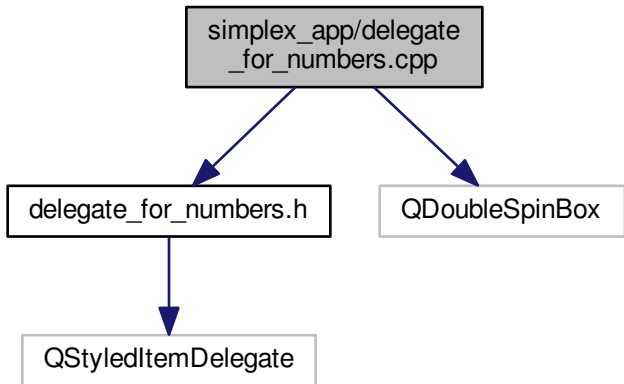 simplex_app/delegate
_for_numbers.cpp
delegate_for_numbers.h
QDoubleSpinBox
QStyledItemDelegate